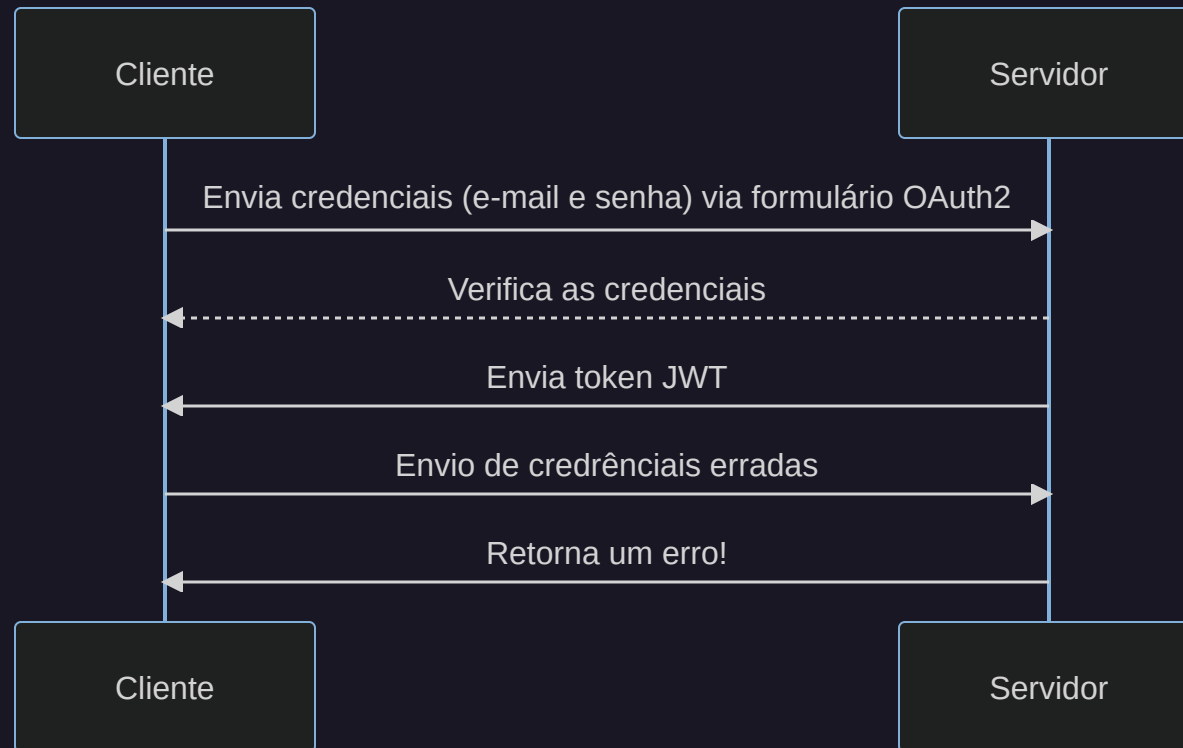 Cliente
Servidor
Envia credenciais (e-mail e senha) via formulário OAuth2
Verifica as credenciais
Envia token JWT
Envio de credrênciais erradas
Retorna um erro!
Cliente
Servidor